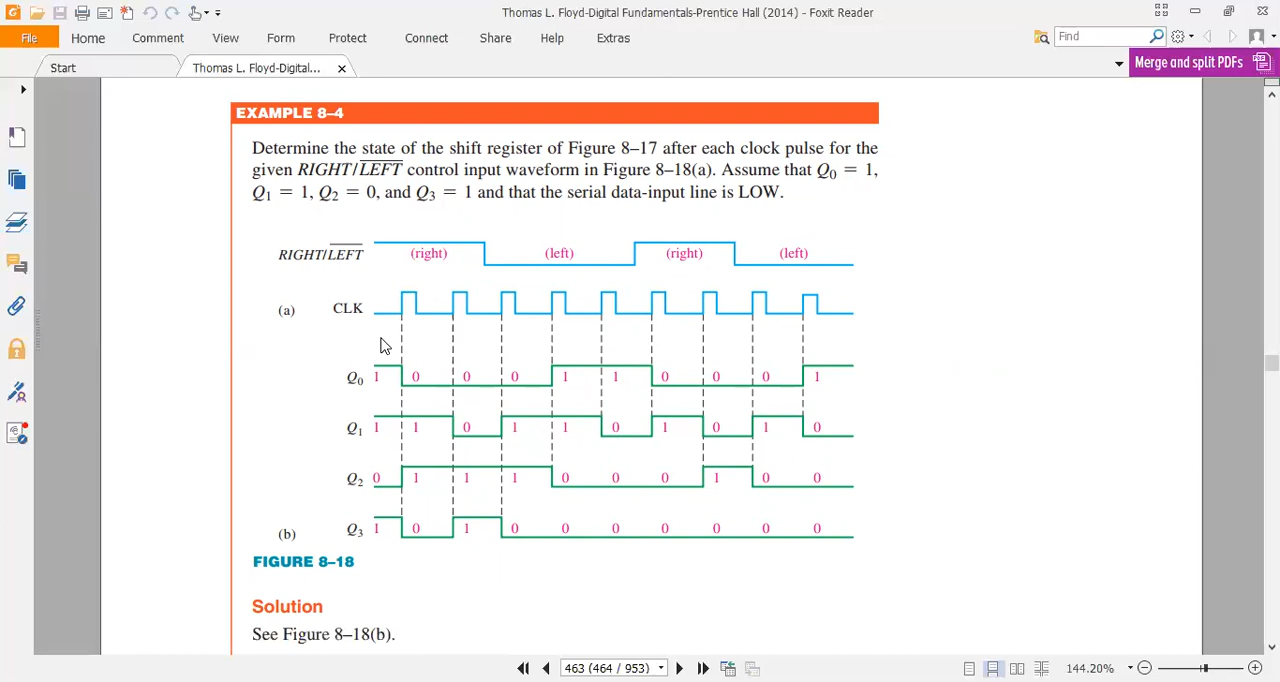 Thomas L. Floyd-Digital Fundamentals-Prentice Hall (2014) - Foxit Reader
File Home Comment View Form Protect Connect Share Help Extras Find
Start Thomas L. Floyd-Digital... Merge and split PDFs
EXAMPLE 8–4
Determine the state of the shift register of Figure 8–17 after each clock pulse for the
given RIGHT/L̅E̅F̅T̅ control input waveform in Figure 8–18(a). Assume that Q₀ = 1,
Q₁ = 1, Q₂ = 0, and Q₃ = 1 and that the serial data-input line is LOW.
RIGHT/L̅E̅F̅T̅ (right) (left) (right) (left)
(a) CLK
Q₀ 1 0 0 0 1 1 0 0 0 1
Q₁ 1 1 0 1 1 0 1 0 1 0
Q₂ 0 1 1 1 0 0 0 1 0 0
(b) Q₃ 1 0 1 0 0 0 0 0 0 0
FIGURE 8–18
Solution
See Figure 8–18(b).
463 (464 / 953) 144.20%